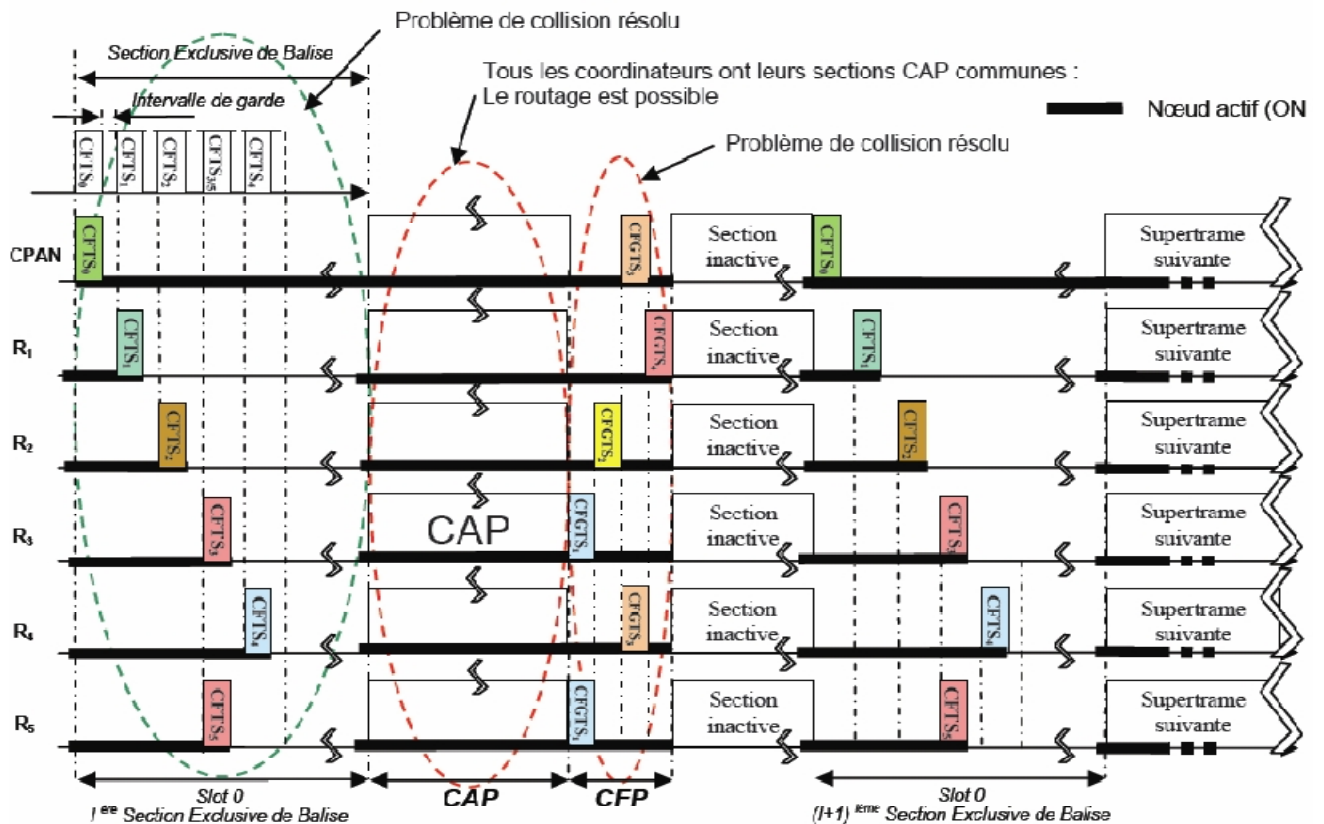 Problème de collision résolu
Section Exclusive de Balise
Tous les coordinateurs ont leurs sections CAP communes :
Le routage est possible
Intervalle de garde
Nœud actif (ON
Problème de collision résolu
CFTS0
CFTS1
CFTS2
CFTS3/5
CFTS4
CPAN
CFTS0
CFGTS3
Section
inactive
CFTS0
Supertrame
suivante
R1
CFTS1
CFGTS
Section
inactive
CFTS1
Supertrame
suivante
R2
CFTS2
CFGTS2
Section
inactive
CFTS2
Supertrame
suivante
R3
CFTS3
CAP
CFGTS1
Section
inactive
CFTS3
Supertrame
suivante
R4
CFTS4
CFGTS3
Section
inactive
CFTS4
Supertrame
suivante
R5
CFTS5
CFGTS1
Section
inactive
CFTS5
Supertrame
suivante
Slot 0
I ère Section Exclusive de Balise
CAP
CFP
Slot 0
(I+1) ième Section Exclusive de Balise